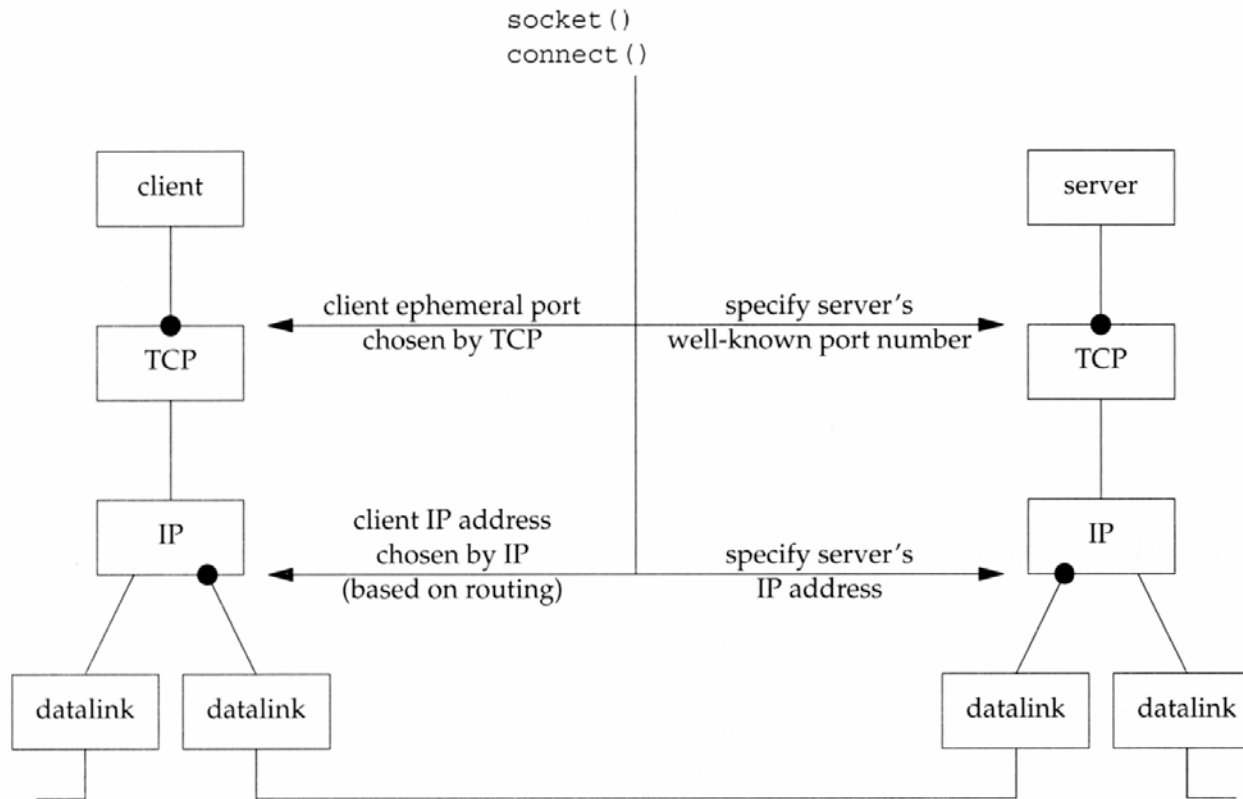 socket()
connect()
client
server
client ephemeral port
chosen by TCP
specify server's
well-known port number
TCP
TCP
client IP address
chosen by IP
(based on routing)
specify server's
IP address
IP
IP
datalink
datalink
datalink
datalink